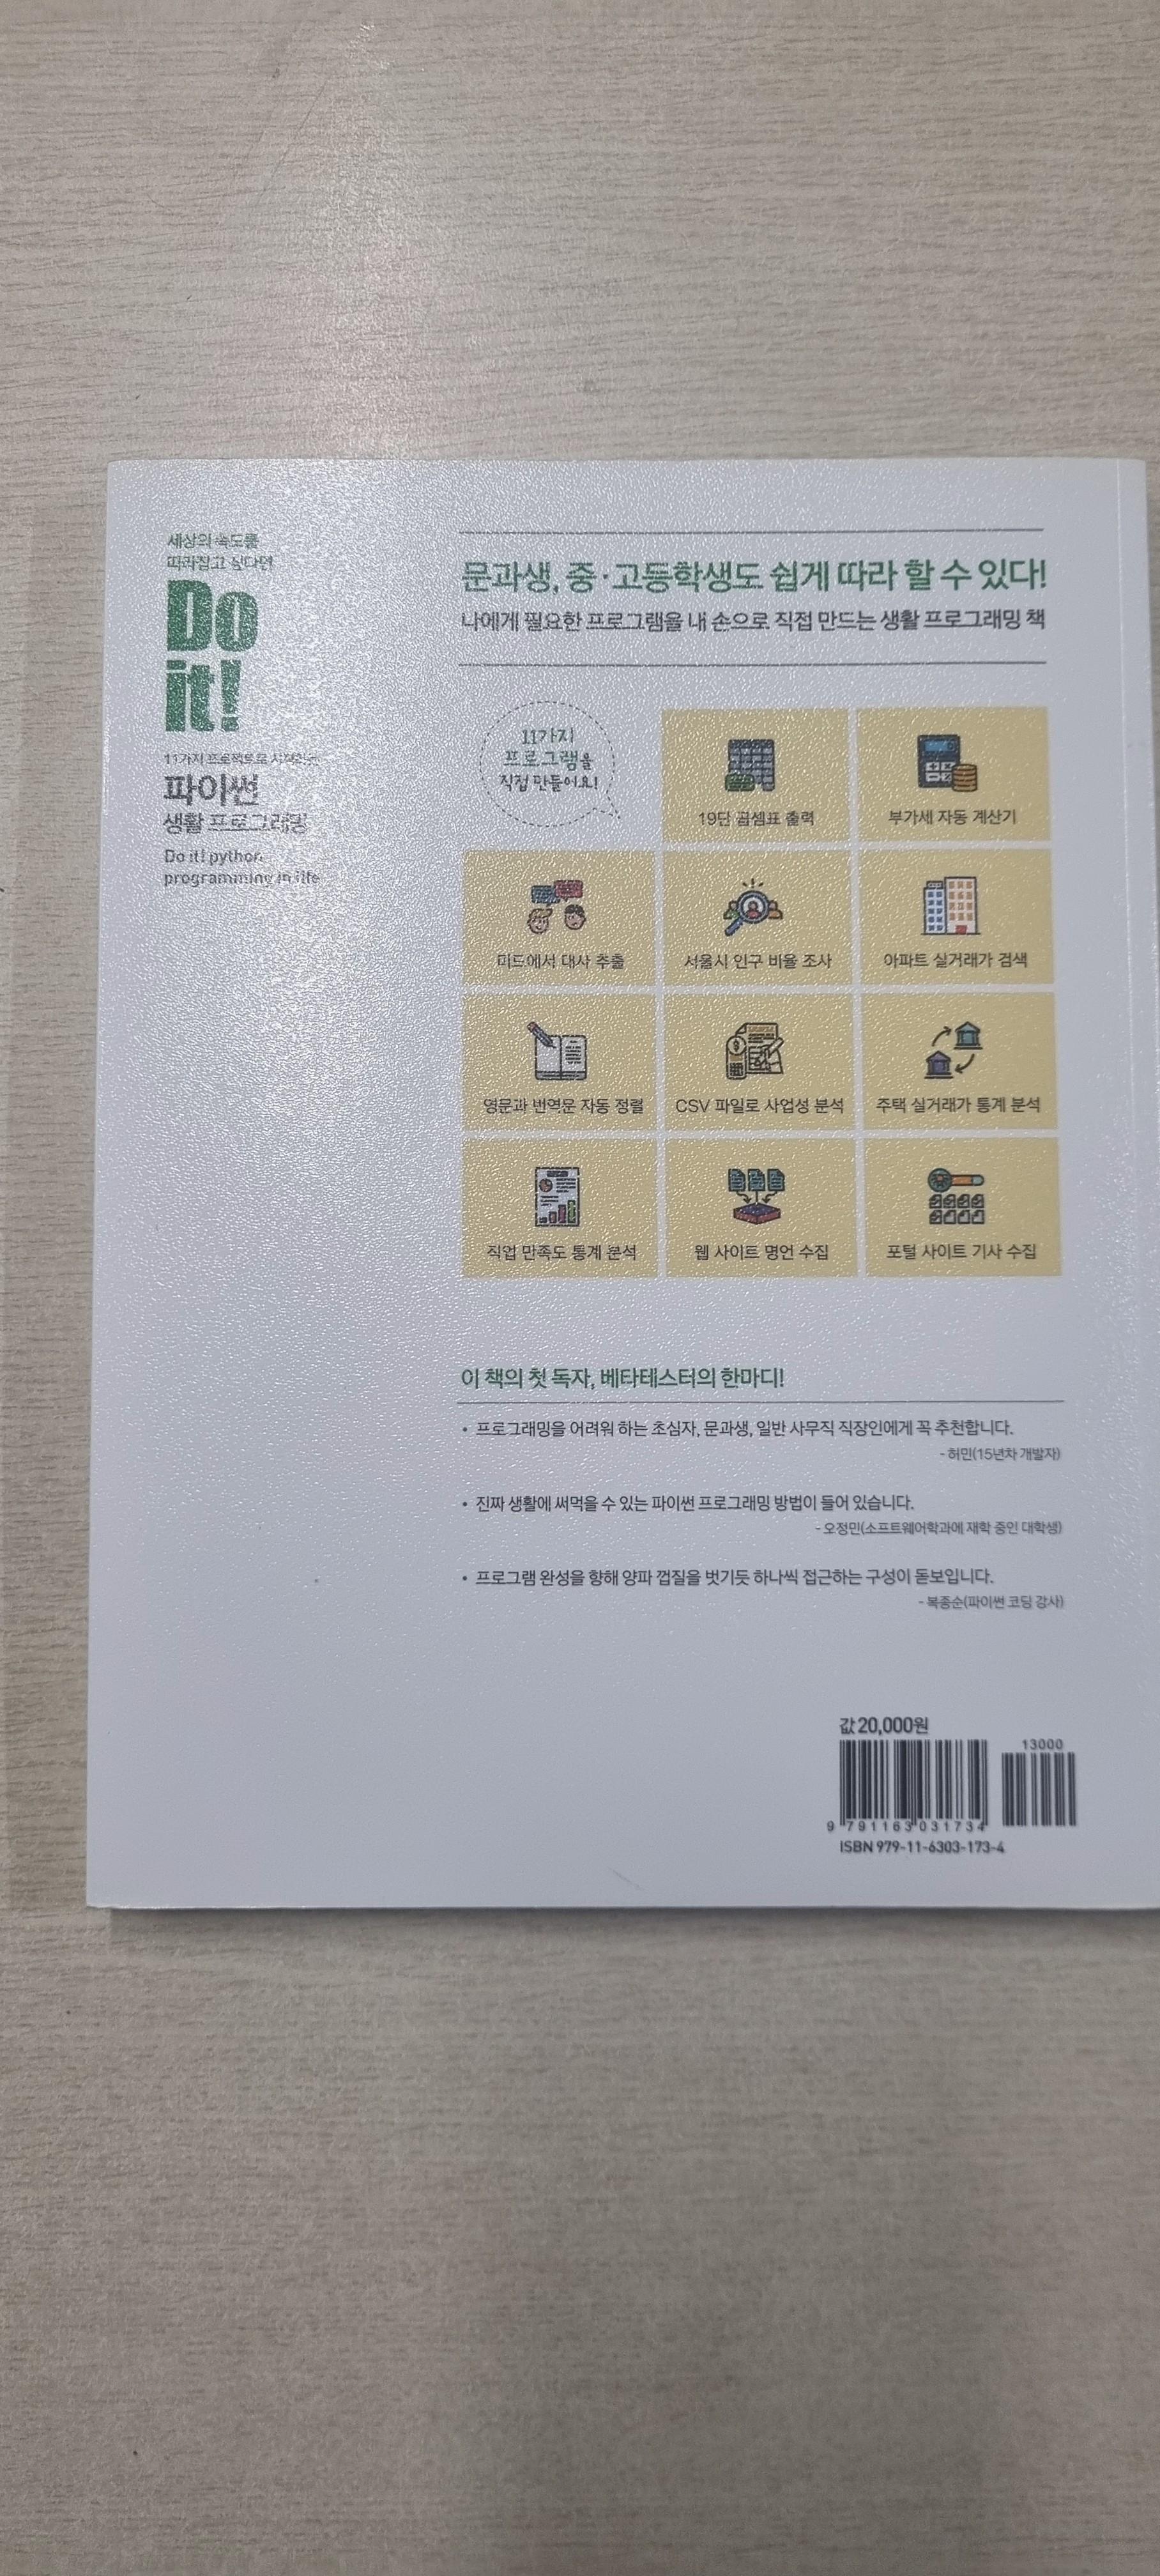 세상의 속도를
따라잡고 싶다면
Do
it!
11가지 프로젝트로 시작하는
파이썬
생활 프로그래밍
Do it! python
programming in life
문과생, 중·고등학생도 쉽게 따라 할 수 있다!
나에게 필요한 프로그램을 내 손으로 직접 만드는 생활 프로그래밍 책
11가지
프로그램을
직접 만들어요!
19단 곱셈표 출력
부가세 자동 계산기
미드에서 대사 추출
서울시 인구 비율 조사
아파트 실거래가 검색
영문과 번역문 자동 정렬
CSV 파일로 사업성 분석
주택 실거래가 통계 분석
직업 만족도 통계 분석
웹 사이트 명언 수집
포털 사이트 기사 수집
이 책의 첫 독자, 베타테스터의 한마디!
• 프로그래밍을 어려워 하는 초심자, 문과생, 일반 사무직 직장인에게 꼭 추천합니다.
- 허민(15년차 개발자)
• 진짜 생활에 써먹을 수 있는 파이썬 프로그래밍 방법이 들어 있습니다.
- 오정민(소프트웨어학과에 재학 중인 대학생)
• 프로그램 완성을 향해 양파 껍질을 벗기듯 하나씩 접근하는 구성이 돋보입니다.
- 복종순(파이썬 코딩 강사)
값 20,000원
13000
9 791163 031734
ISBN 979-11-6303-173-4